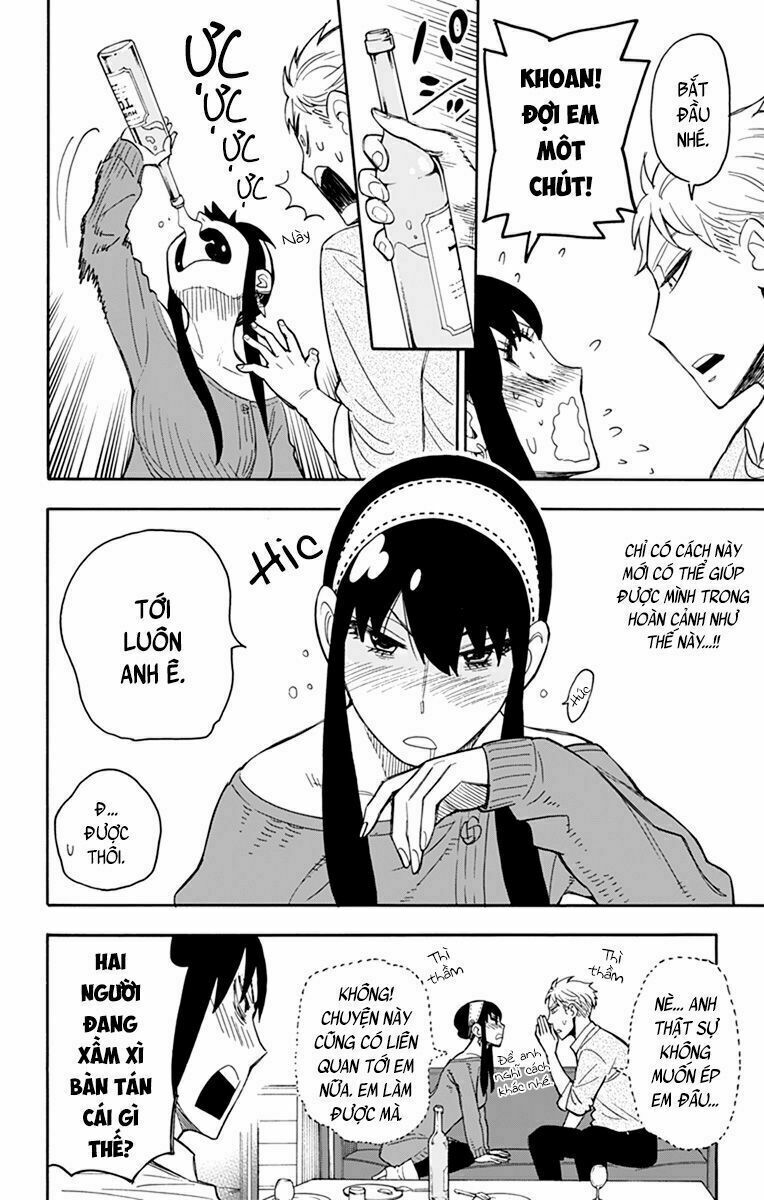 BẮT
ĐẦU
NHÉ.
KHOAN!
ĐỢI EM
MÔT
CHÚT!
ỰC
ỰC
ỰC
ỰC
Này
CHỈ CÓ CÁCH NÀY
MỚI CÓ THỂ GIÚP
ĐƯỢC MÌNH TRONG
HOÀN CẢNH NHƯ
THẾ NÀY...!!
Hức
HiC
TỚI
LUÔN
ANH Ê.
Đ...
ĐƯỢC
THÔI.
Thì
thầm
NÈ... ANH
THẬT SỰ
KHÔNG
MUỐN ÉP
EM ĐÂU...
Để anh
nghĩ cách
khác nhé.
Thì
thầm
KHÔNG!
CHUYỆN NÀY
CŨNG CÓ LIÊN
QUAN TỚI EM
NỮA. EM LÀM
ĐƯỢC MÀ.
HAI
NGƯỜI
ĐANG
XẦM XÌ
BÀN TÁN
CÁI GÌ
THẾ?